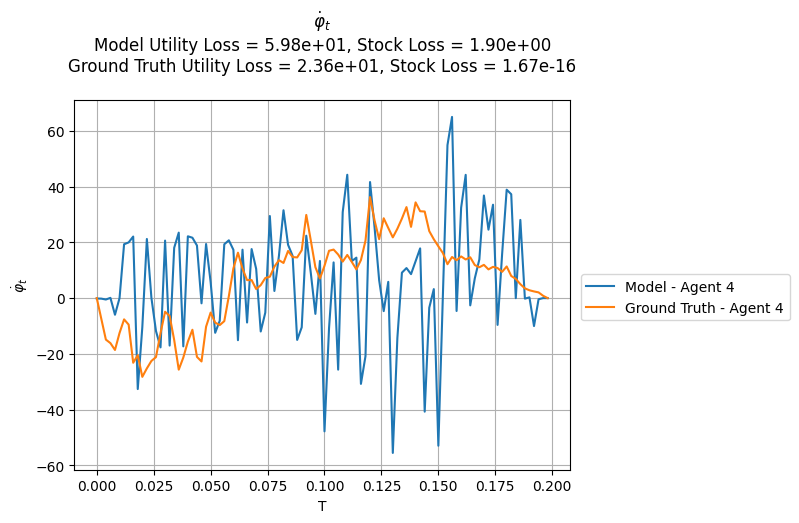 φ̇ₜ
Model Utility Loss = 5.98e+01, Stock Loss = 1.90e+00
Ground Truth Utility Loss = 2.36e+01, Stock Loss = 1.67e-16
60
40
20
0
−20
−40
−60
φ̇ₜ
0.000 0.025 0.050 0.075 0.100 0.125 0.150 0.175 0.200
T
Model - Agent 4
Ground Truth - Agent 4